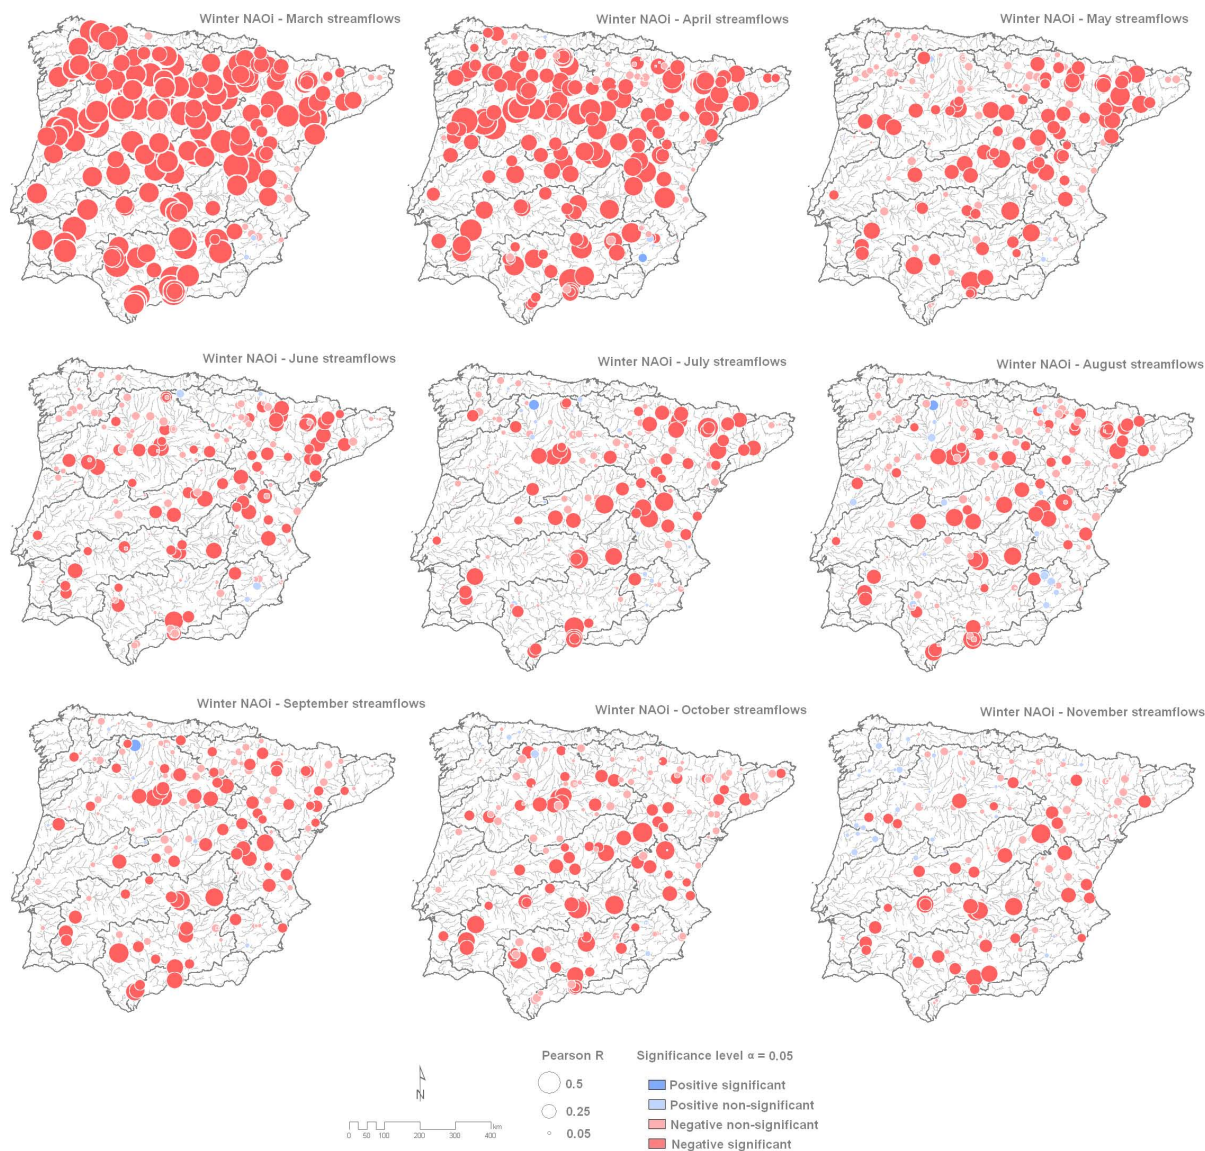 Winter NAOi - March streamflows
Winter NAOi - April streamflows
Winter NAOi - May streamflows
Winter NAOi - June streamflows
Winter NAOi - July streamflows
Winter NAOi - August streamflows
Winter NAOi - September streamflows
Winter NAOi - October streamflows
Winter NAOi - November streamflows
Pearson R
0.5
0.25
0.05
Significance level α = 0.05
Positive significant
Positive non-significant
Negative non-significant
Negative significant
N
km
0 50 100 200 300 400